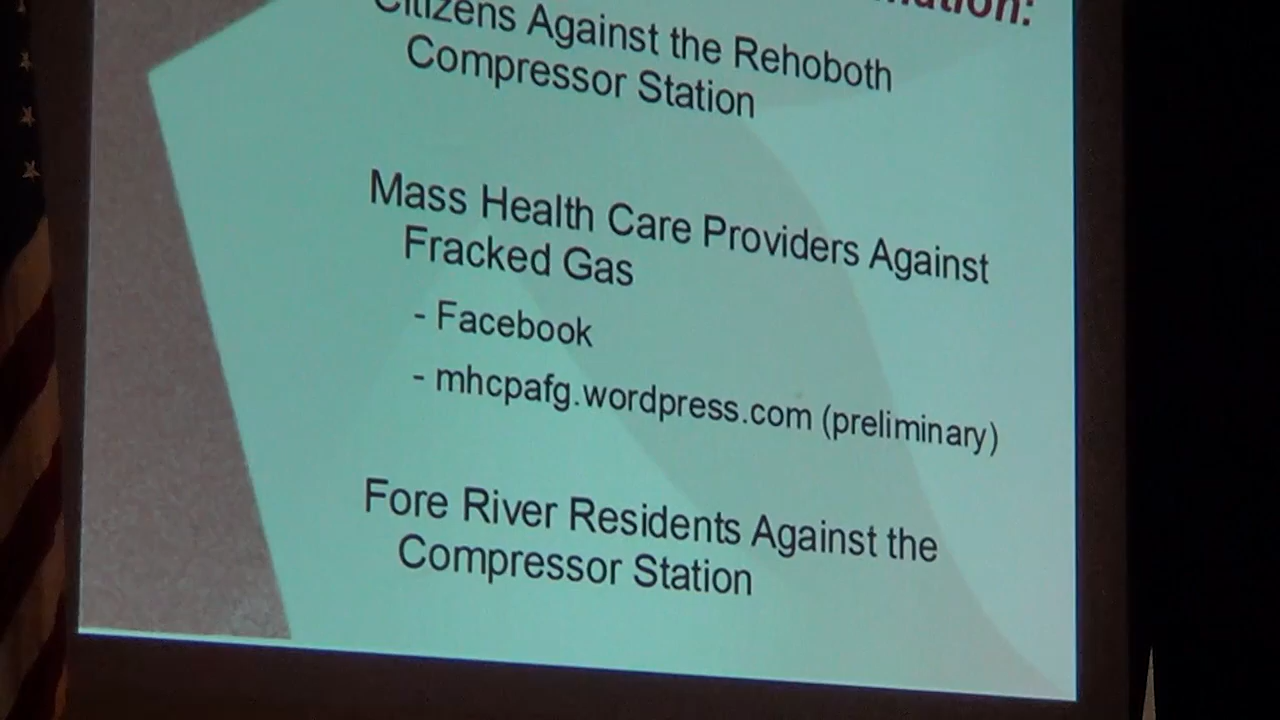 Citizens Against the Rehoboth
Compressor Station
Mass Health Care Providers Against
Fracked Gas
- Facebook
- mhcpafg.wordpress.com (preliminary)
Fore River Residents Against the
Compressor Station